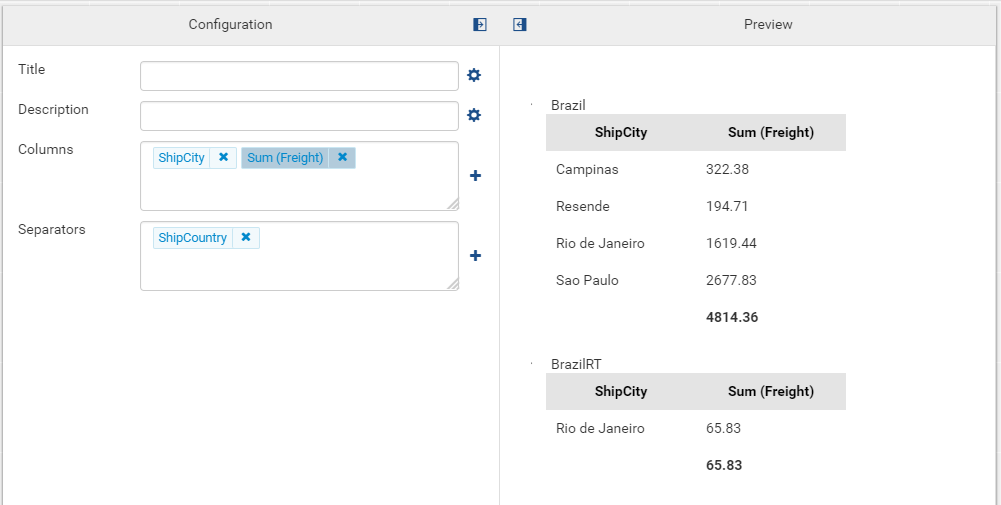 Configuration
Preview
Title
Description
Columns
ShipCity
Sum (Freight)
Separators
ShipCountry
Brazil
ShipCity Sum (Freight)
Campinas 322.38
Resende 194.71
Rio de Janeiro 1619.44
Sao Paulo 2677.83
4814.36
BrazilRT
ShipCity Sum (Freight)
Rio de Janeiro 65.83
65.83